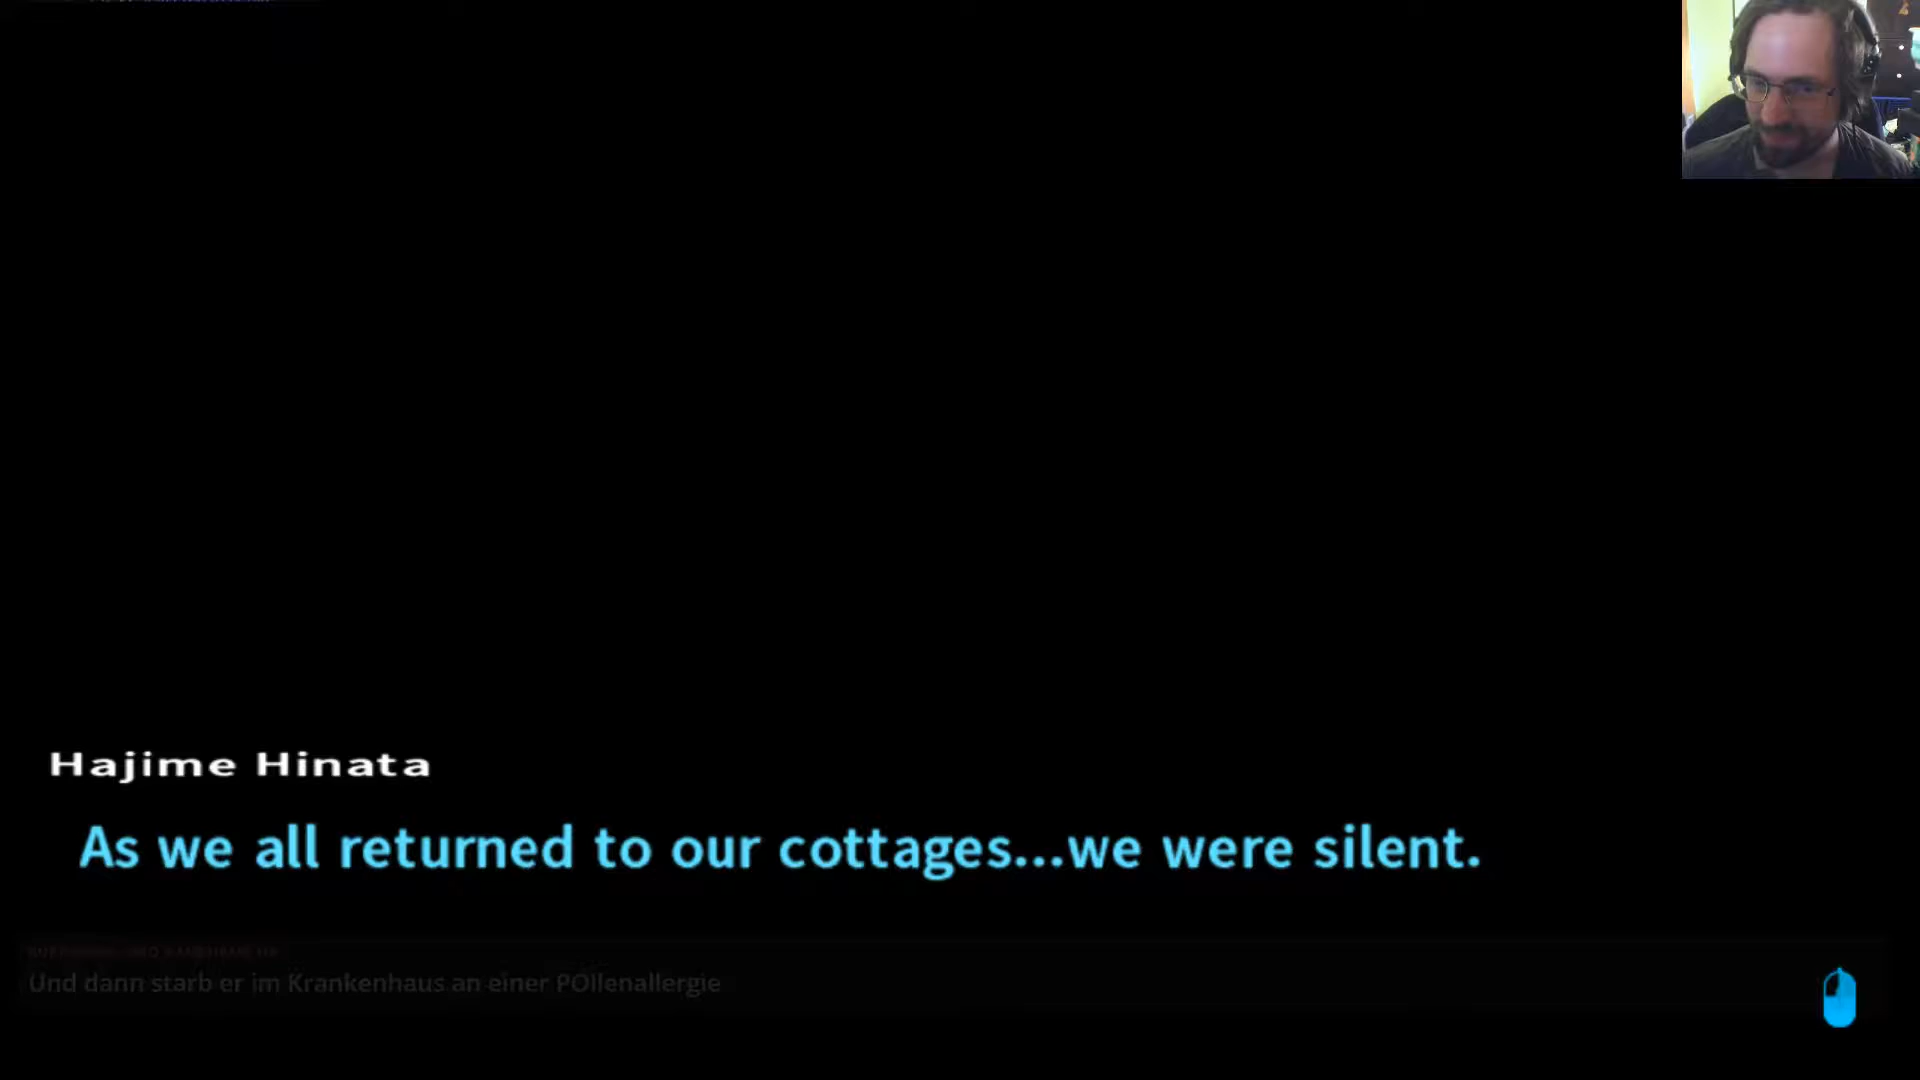 Hajime Hinata
As we all returned to our cottages...we were silent.
Und dann starb er im Krankenhaus an einer POllenallergie